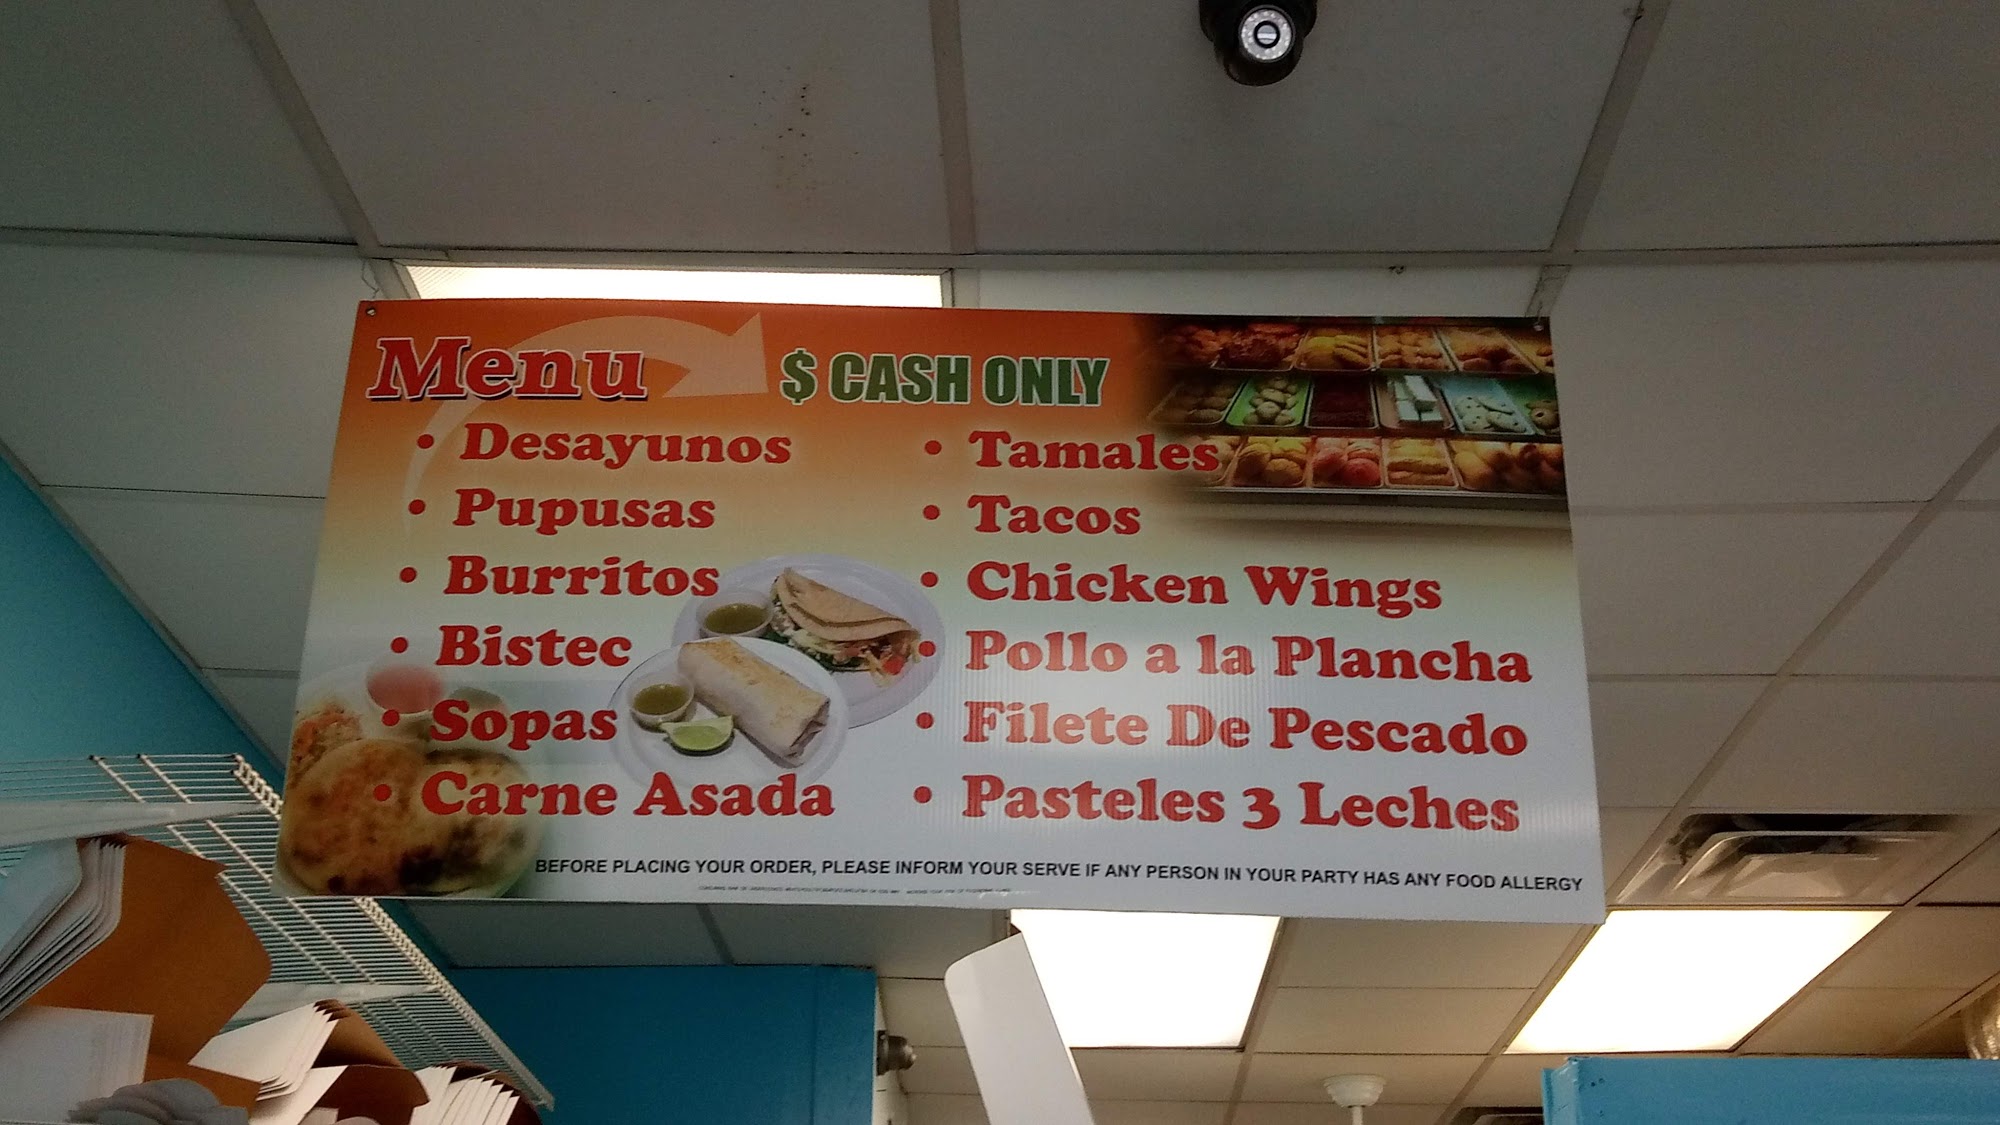 Menu
$ CASH ONLY
• Desayunos
• Pupusas
• Burritos
• Bistec
• Sopas
• Carne Asada
• Tamales
• Tacos
• Chicken Wings
• Pollo a la Plancha
• Filete De Pescado
• Pasteles 3 Leches
BEFORE PLACING YOUR ORDER, PLEASE INFORM YOUR SERVE IF ANY PERSON IN YOUR PARTY HAS ANY FOOD ALLERGY